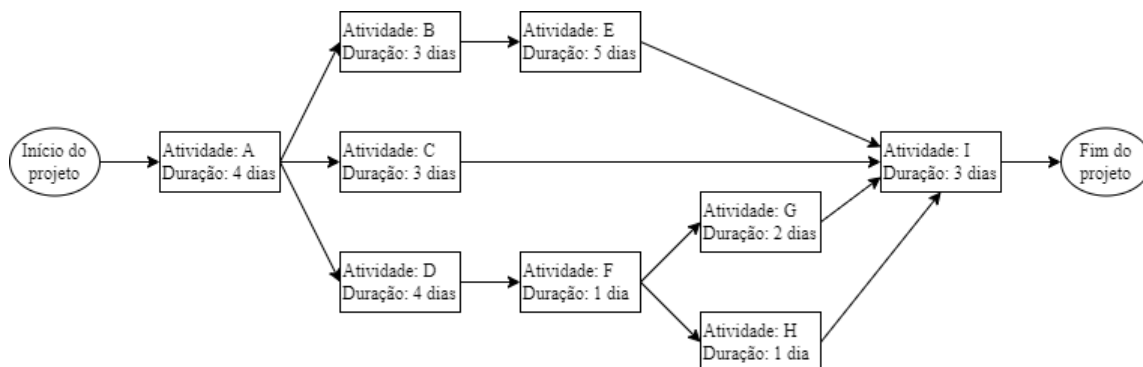 Atividade: B
Duração: 3 dias
Atividade: E
Duração: 5 dias
Início do
projeto
Atividade: A
Duração: 4 dias
Atividade: C
Duração: 3 dias
Atividade: I
Duração: 3 dias
Fim do
projeto
Atividade: G
Duração: 2 dias
Atividade: D
Duração: 4 dias
Atividade: F
Duração: 1 dia
Atividade: H
Duração: 1 dia